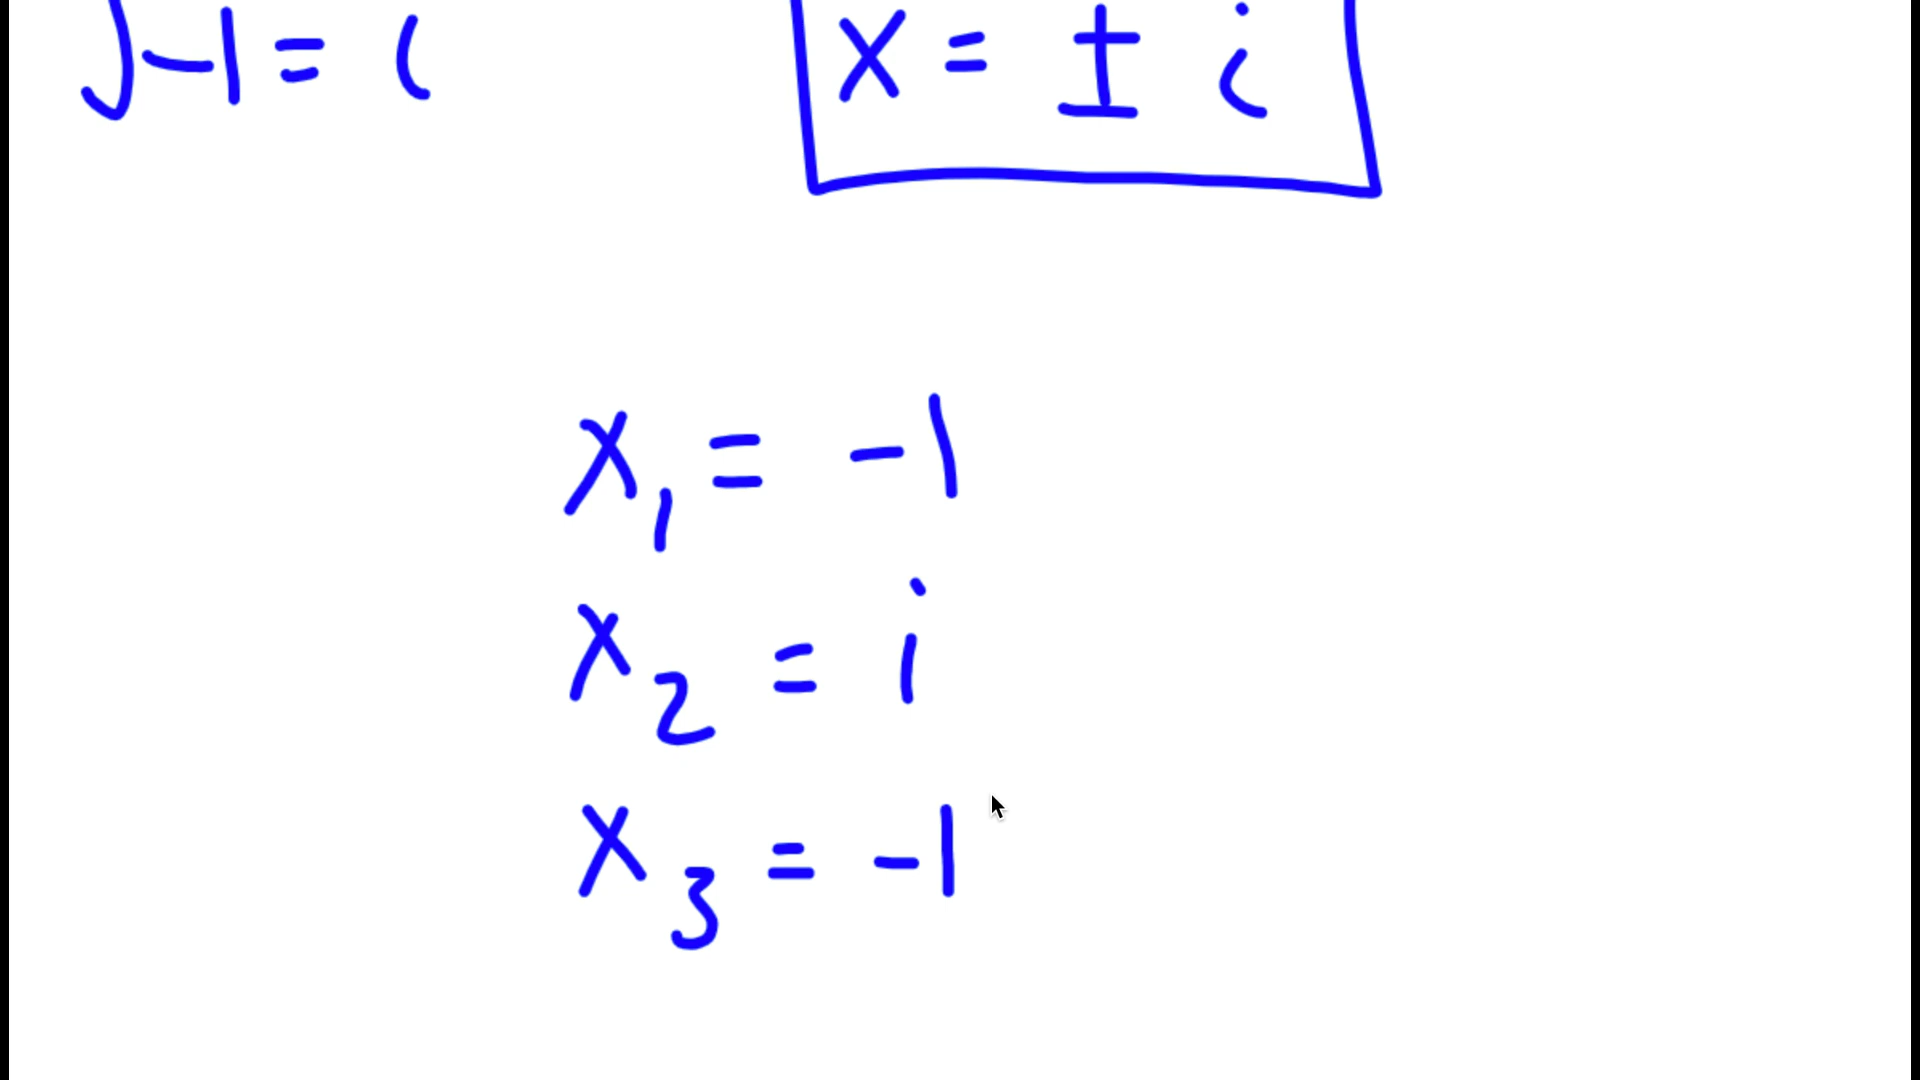 √-1 = i
x = ± i
x₁ = -1
x₂ = i
x₃ = -1